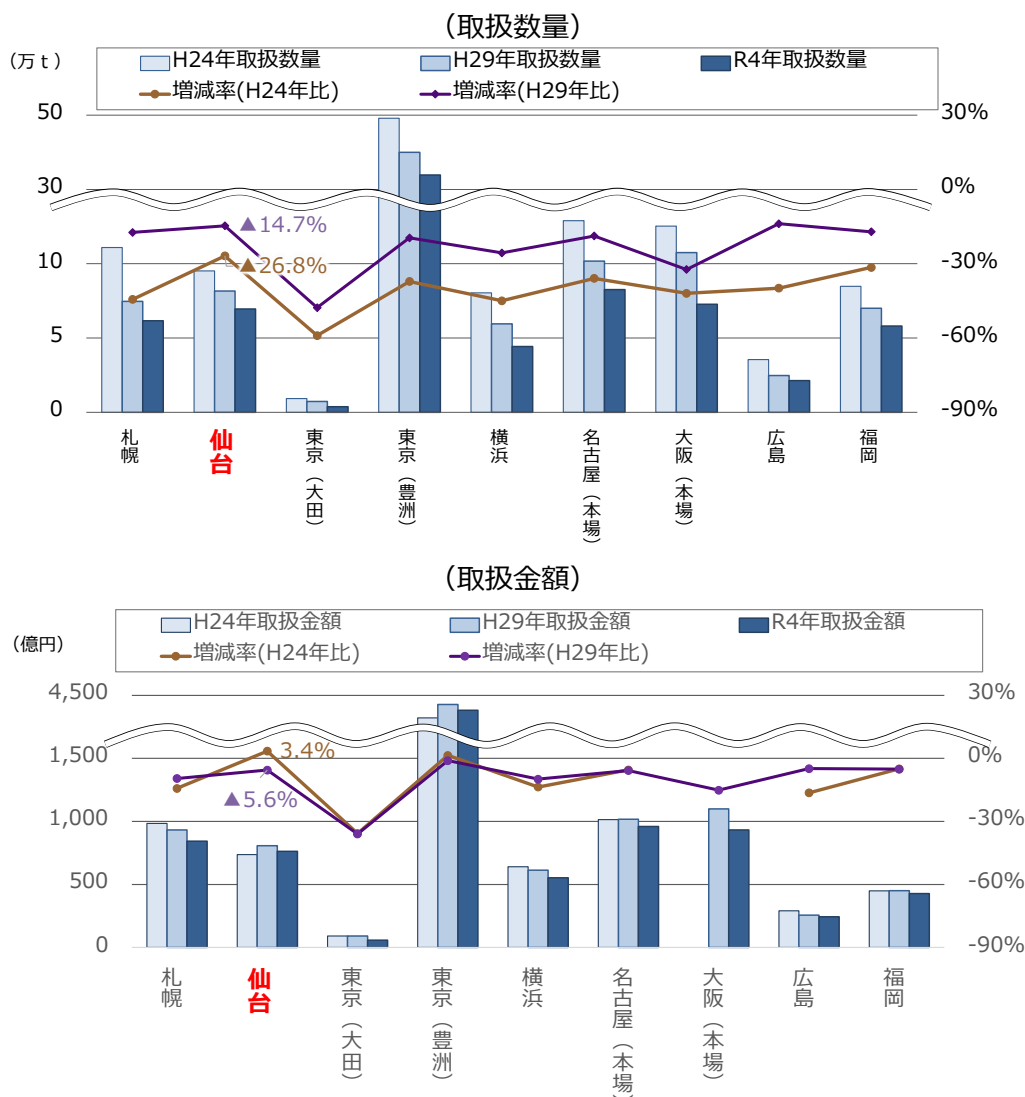 （取扱数量）
（万ｔ）
H24年取扱数量 H29年取扱数量 R4年取扱数量
増減率(H24年比) 増減率(H29年比)
50 30%
30 0%
▲14.7%
10 -30%
▲26.8%
5 -60%
0 -90%
札幌 仙台 東京（大田） 東京（豊洲） 横浜 名古屋（本場） 大阪（本場） 広島 福岡
（取扱金額）
（億円）
H24年取扱金額 H29年取扱金額 R4年取扱金額
増減率(H24年比) 増減率(H29年比)
4,500 30%
3.4%
1,500 0%
▲5.6%
1,000 -30%
500 -60%
0 -90%
札幌 仙台 東京（大田） 東京（豊洲） 横浜 名古屋（本場） 大阪（本場） 広島 福岡